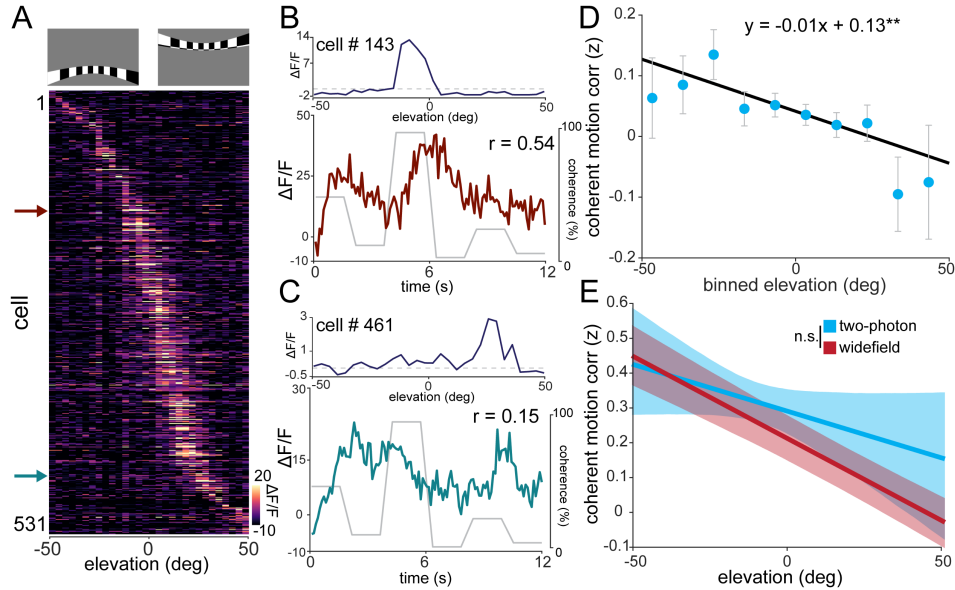 A
1
cell
531
20
ΔF/F
-10
-50
0
50
elevation (deg)
B
cell # 143
14
7
-2
ΔF/F
-50
0
50
elevation (deg)
50
25
0
-10
ΔF/F
r = 0.54
100
coherence (%)
0
0
6
12
time (s)
C
cell # 461
3
1
-0.5
ΔF/F
-50
0
50
elevation (deg)
30
15
0
-10
ΔF/F
r = 0.15
100
coherence (%)
0
0
6
12
time (s)
D
y = -0.01x + 0.13**
0.2
0.1
0
-0.1
-0.2
coherent motion corr (z)
-50
0
50
binned elevation (deg)
E
n.s.
two-photon
widefield
0.6
0.5
0.4
0.3
0.2
0.1
0
-0.1
coherent motion corr (z)
-50
0
50
elevation (deg)